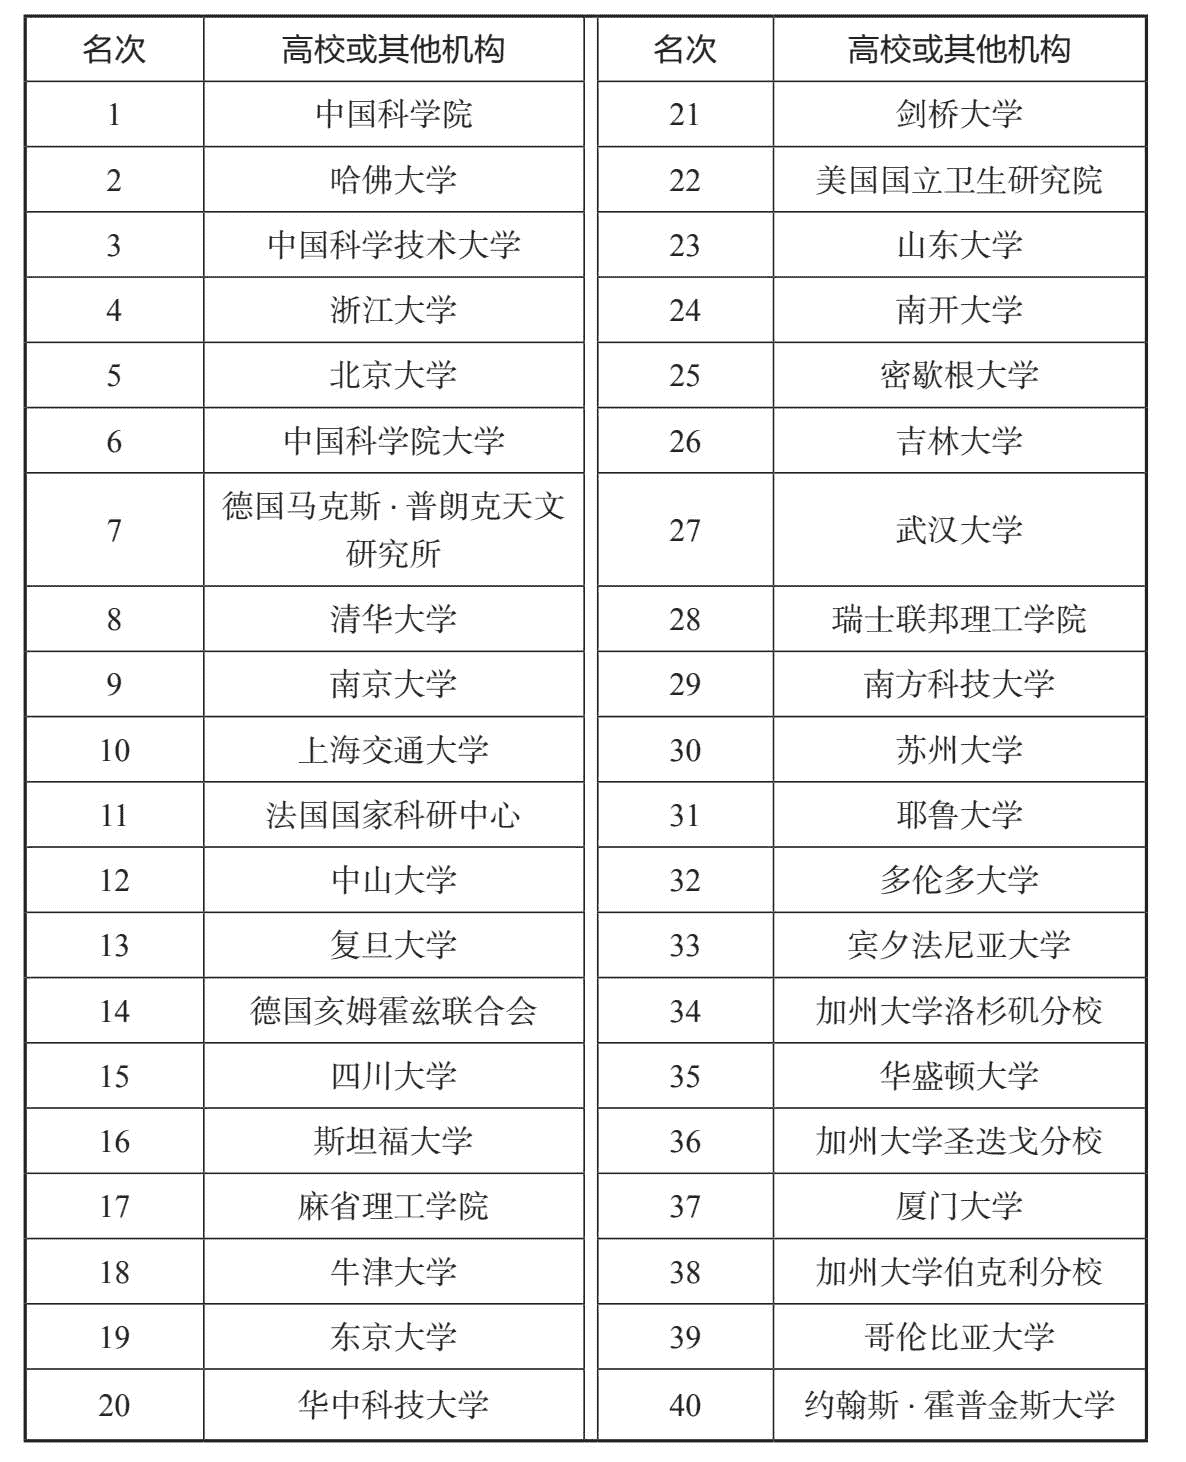 名次 高校或其他机构 名次 高校或其他机构
1 中国科学院 21 剑桥大学
2 哈佛大学 22 美国国立卫生研究院
3 中国科学技术大学 23 山东大学
4 浙江大学 24 南开大学
5 北京大学 25 密歇根大学
6 中国科学院大学 26 吉林大学
7 德国马克斯·普朗克天文 27 武汉大学
研究所
8 清华大学 28 瑞士联邦理工学院
9 南京大学 29 南方科技大学
10 上海交通大学 30 苏州大学
11 法国国家科研中心 31 耶鲁大学
12 中山大学 32 多伦多大学
13 复旦大学 33 宾夕法尼亚大学
14 德国亥姆霍兹联合会 34 加州大学洛杉矶分校
15 四川大学 35 华盛顿大学
16 斯坦福大学 36 加州大学圣迭戈分校
17 麻省理工学院 37 厦门大学
18 牛津大学 38 加州大学伯克利分校
19 东京大学 39 哥伦比亚大学
20 华中科技大学 40 约翰斯·霍普金斯大学